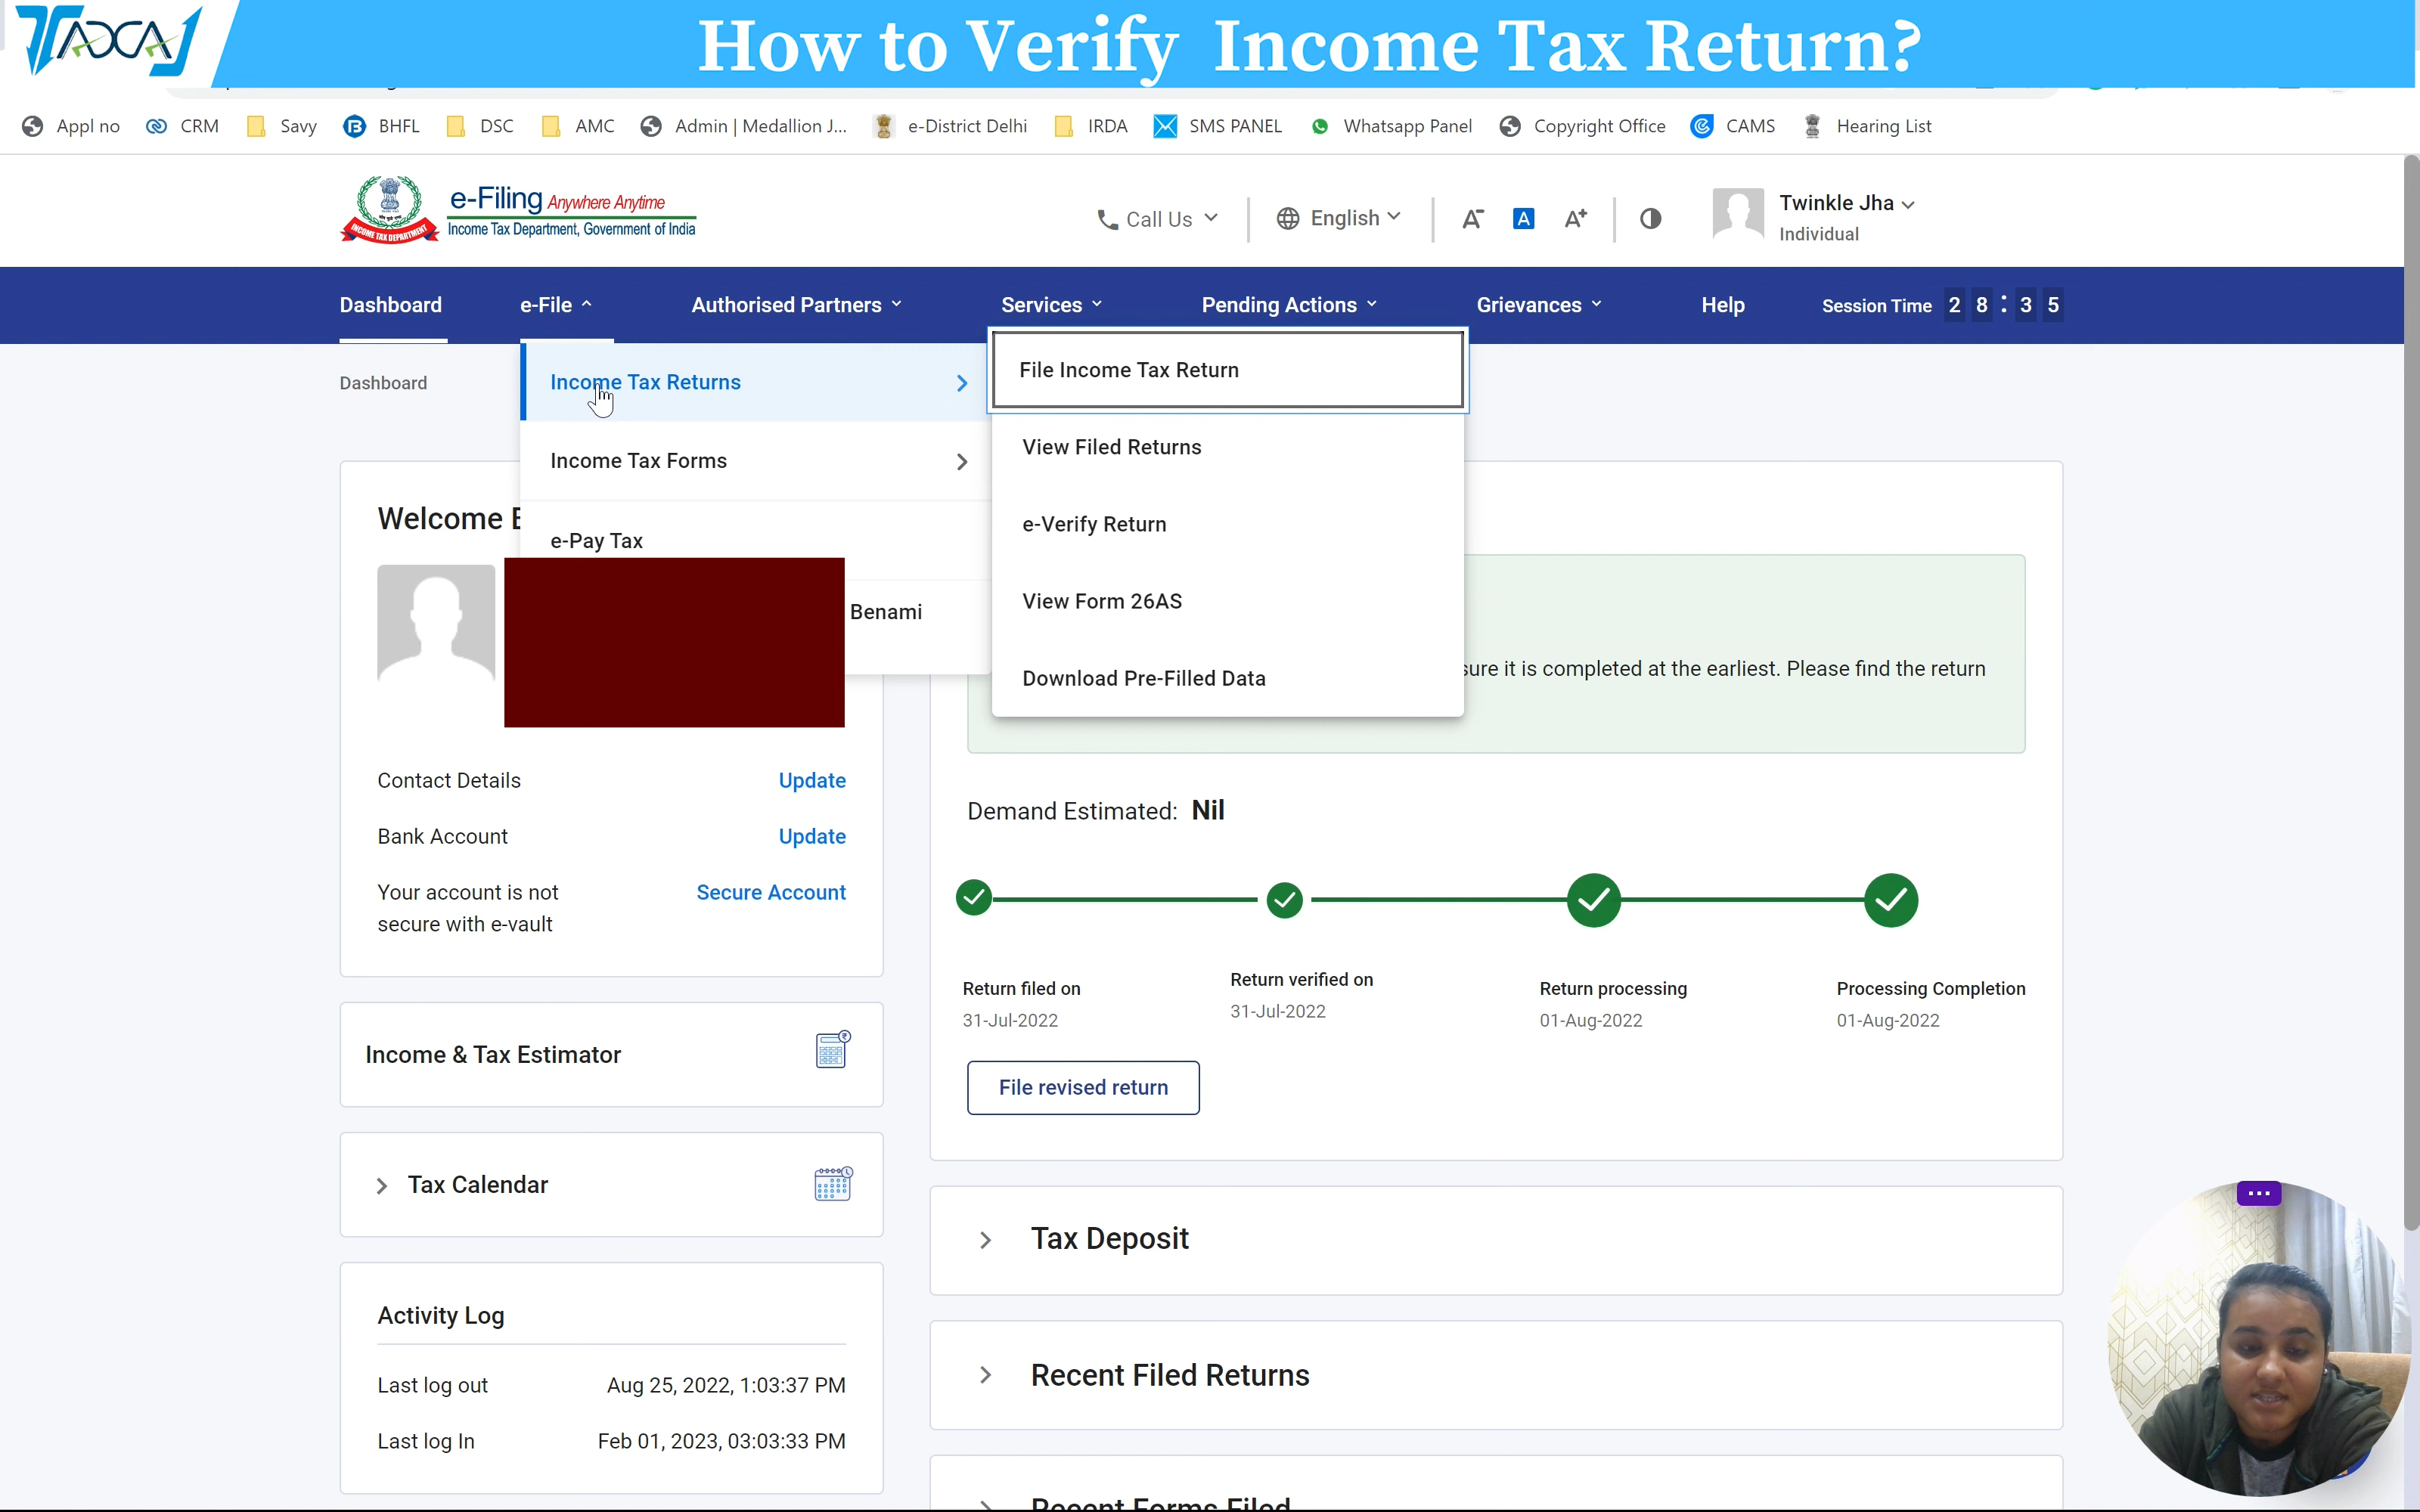 TAXAJ
How to Verify Income Tax Return?
Appl no CRM Savy BHFL DSC AMC Admin | Medallion J... e-District Delhi IRDA SMS PANEL Whatsapp Panel Copyright Office CAMS Hearing List
INCOME TAX DEPARTMENT
e-Filing Anywhere Anytime
Income Tax Department, Government of India
Call Us
English
A-
A
A+
Twinkle Jha
Individual
Dashboard e-File Authorised Partners Services Pending Actions Grievances Help Session Time 2 8 : 3 5
Dashboard
Income Tax Returns
Income Tax Forms
e-Pay Tax
Benami
File Income Tax Return
View Filed Returns
e-Verify Return
View Form 26AS
Download Pre-Filled Data
Welcome
sure it is completed at the earliest. Please find the return
Contact Details Update
Bank Account Update
Your account is not
secure with e-vault
Secure Account
Demand Estimated: Nil
Return filed on
31-Jul-2022
Return verified on
31-Jul-2022
Return processing
01-Aug-2022
Processing Completion
01-Aug-2022
File revised return
Income & Tax Estimator
Tax Calendar
Activity Log
Last log out Aug 25, 2022, 1:03:37 PM
Last log In Feb 01, 2023, 03:03:33 PM
Tax Deposit
Recent Filed Returns
Recent Forms Filed